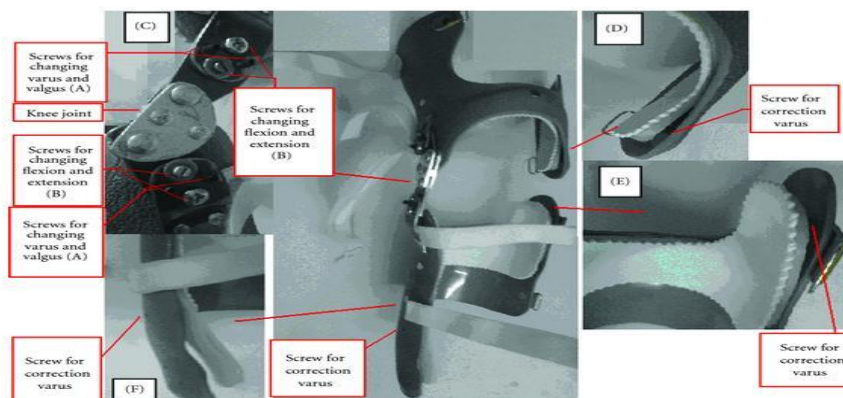 (C)
Screws for
changing
varus and
valgus (A)
Knee joint
Screws for
changing
flexion and
extension
(B)
Screws for
changing
varus and
valgus (A)
Screws for
changing
flexion and
extension
(B)
(D)
Screw for
correction
varus
(E)
Screw for
correction
varus
(F)
Screw for
correction
varus
Screw for
correction
varus